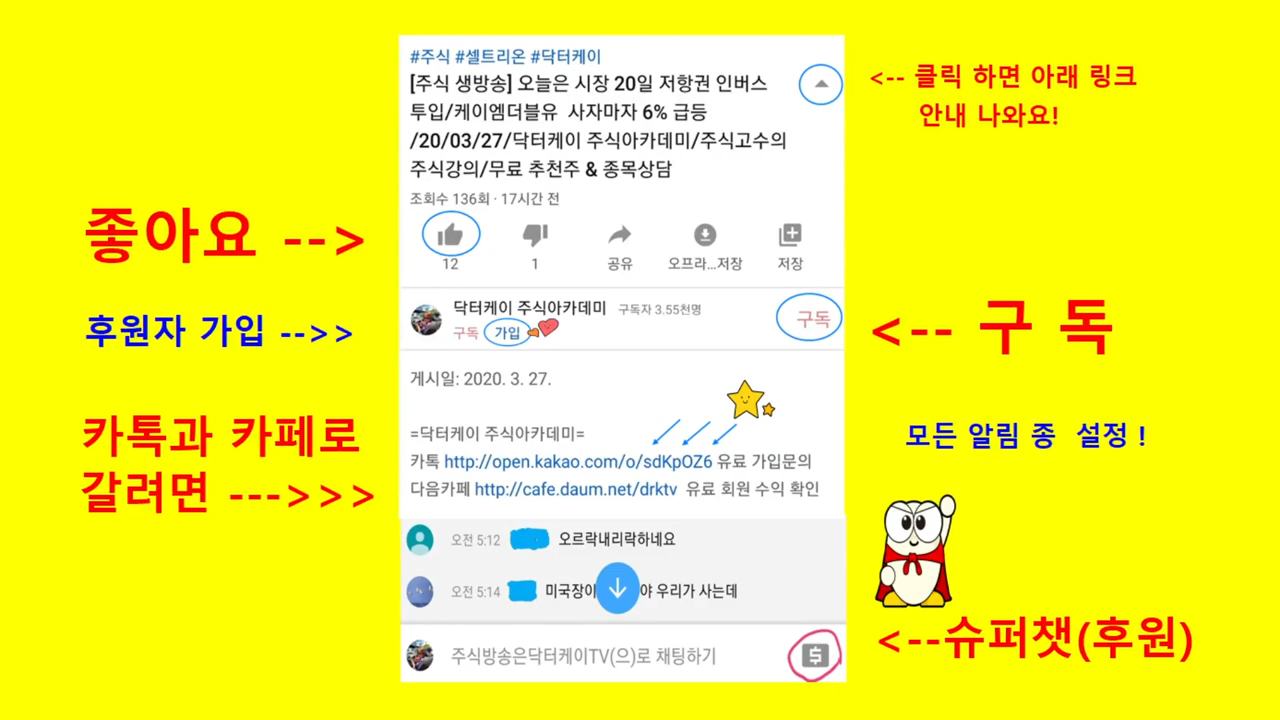 #주식 #셀트리온 #닥터케이
[주식 생방송] 오늘은 시장 20일 저항권 인버스
투입/케이엠더블유 사자마자 6% 급등
/20/03/27/닥터케이 주식아카데미/주식고수의
주식강의/무료 추천주 & 종목상담
조회수 136회 · 17시간 전
<-- 클릭 하면 아래 링크
안내 나와요!
좋아요 -->
12
1
공유
오프라...저장
저장
후원자 가입 -->>
닥터케이 주식아카데미 구독자 3.55천명
구독 가입
구독
<-- 구 독
게시일: 2020. 3. 27.
카톡과 카페로
갈려면 --->>>
=닥터케이 주식아카데미=
카톡 http://open.kakao.com/o/sdKpOZ6 유료 가입문의
다음카페 http://cafe.daum.net/drktv 유료 회원 수익 확인
모든 알림 종 설정 !
오전 5:12 오르락내리락하네요
오전 5:14 미국장이 야 우리가 사는데
주식방송은닥터케이TV(으)로 채팅하기
$
<--슈퍼챗(후원)